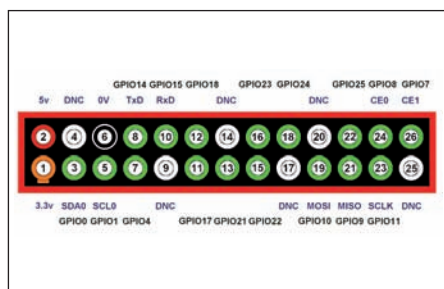 GPIO14 GPIO15 GPIO18 GPIO23 GPIO24 GPIO25 GPIO8 GPIO7
5v DNC 0V TxD RxD DNC DNC CE0 CE1
2 4 6 8 10 12 14 16 18 20 22 24 26
1 3 5 7 9 11 13 15 17 19 21 23 25
3.3v SDA0 SCL0 DNC DNC MOSI MISO SCLK DNC
GPIO0 GPIO1 GPIO4 GPIO17 GPIO21 GPIO22 GPIO10 GPIO9 GPIO11